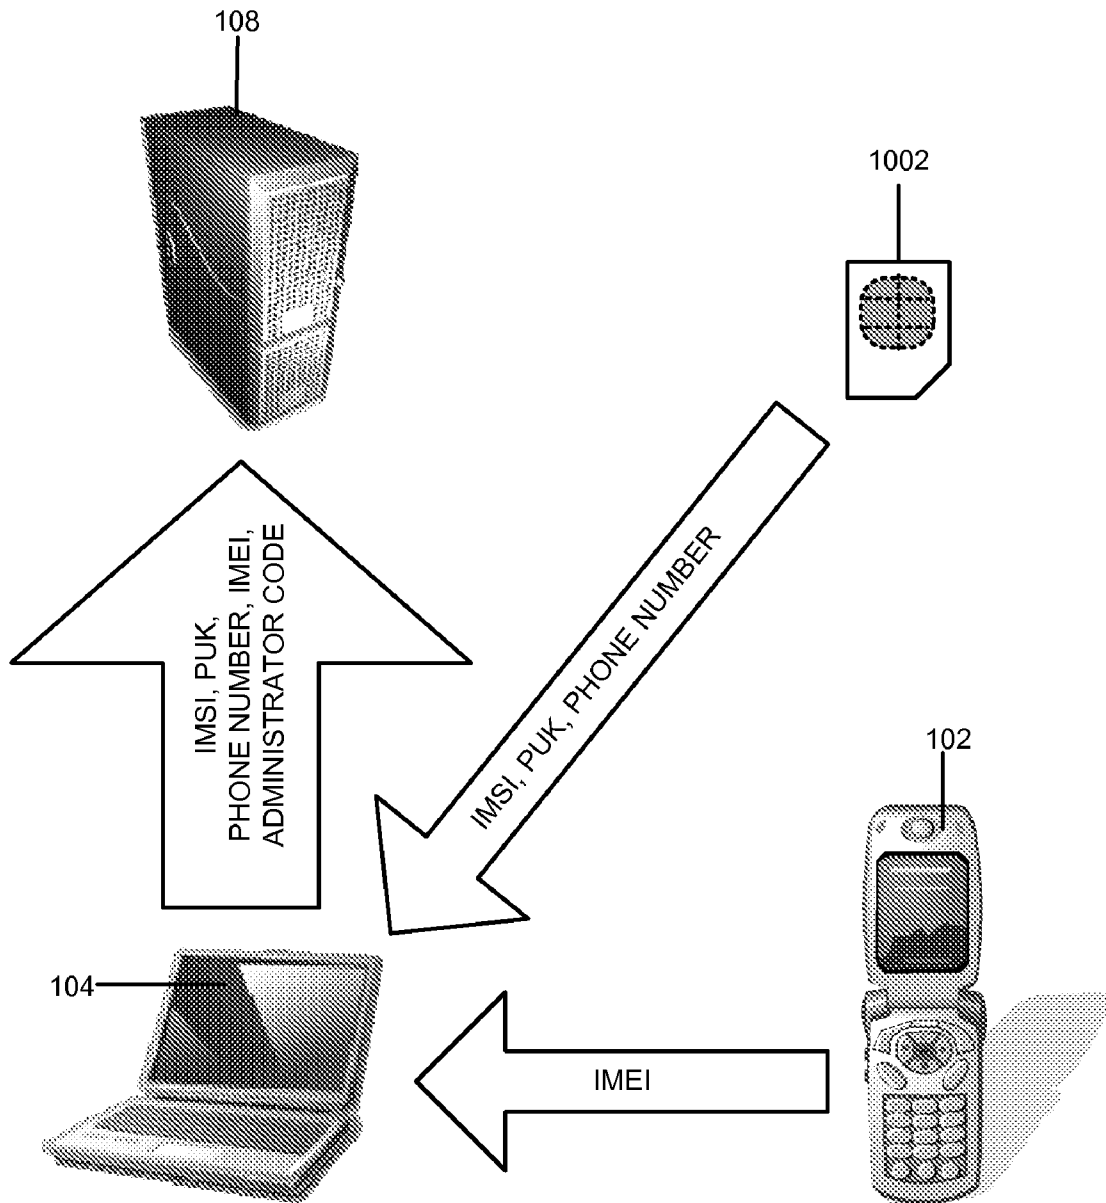 108
1002
IMSI, PUK,
PHONE NUMBER, IMEI,
ADMINISTRATOR CODE
IMSI, PUK, PHONE NUMBER
102
104
IMEI